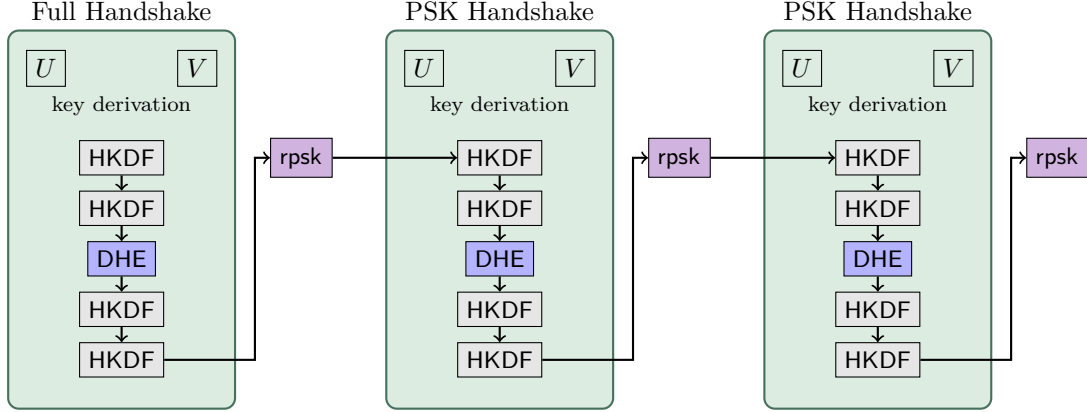 Full Handshake
U V
key derivation
HKDF
HKDF
DHE
HKDF
HKDF
rpsk
PSK Handshake
U V
key derivation
HKDF
HKDF
DHE
HKDF
HKDF
rpsk
PSK Handshake
U V
key derivation
HKDF
HKDF
DHE
HKDF
HKDF
rpsk